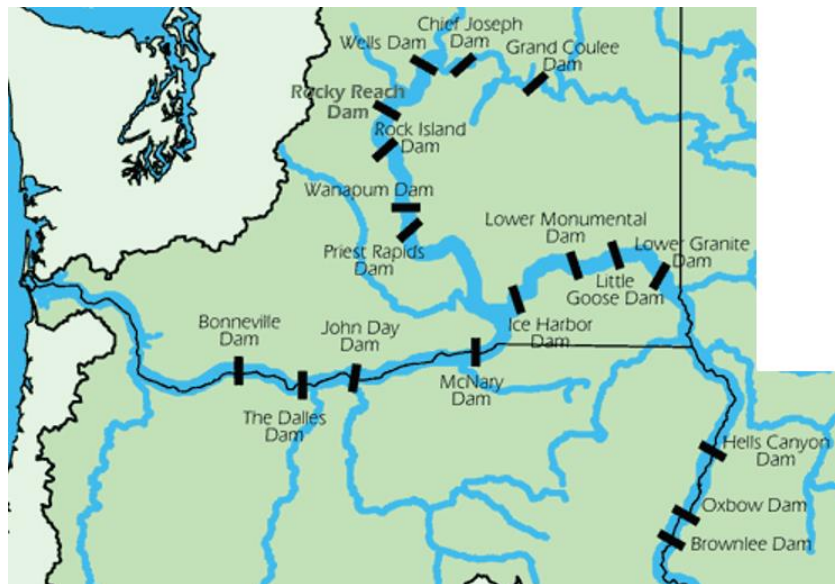 Chief Joseph
Dam
Wells Dam
Grand Coulee
Dam
Rocky Reach
Dam
Rock Island
Dam
Wanapum Dam
Priest Rapids
Dam
Lower Monumental
Dam
Lower Granite
Dam
Little
Goose Dam
Ice Harbor
Dam
Bonneville
Dam
John Day
Dam
McNary
Dam
The Dalles
Dam
Hells Canyon
Dam
Oxbow Dam
Brownlee Dam